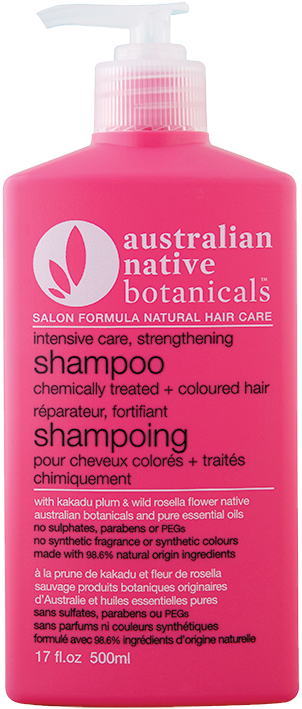 australian
native
botanicals™
SALON FORMULA NATURAL HAIR CARE
intensive care, strengthening
shampoo
chemically treated + coloured hair
réparateur, fortifiant
shampoing
pour cheveux colorés + traités
chimiquement
with kakadu plum & wild rosella flower native
australian botanicals and pure essential oils
no sulphates, parabens or PEGs
no synthetic fragrance or synthetic colours
made with 98.6% natural origin ingredients
à la prune de kakadu et fleur de rosella
sauvage produits botaniques originaires
d'Australie et huiles essentielles pures
sans sulfates, parabens ou PEGs
sans parfums ni couleurs synthétiques
formulé avec 98.6% ingrédients d'origine naturelle
17 fl.oz 500ml